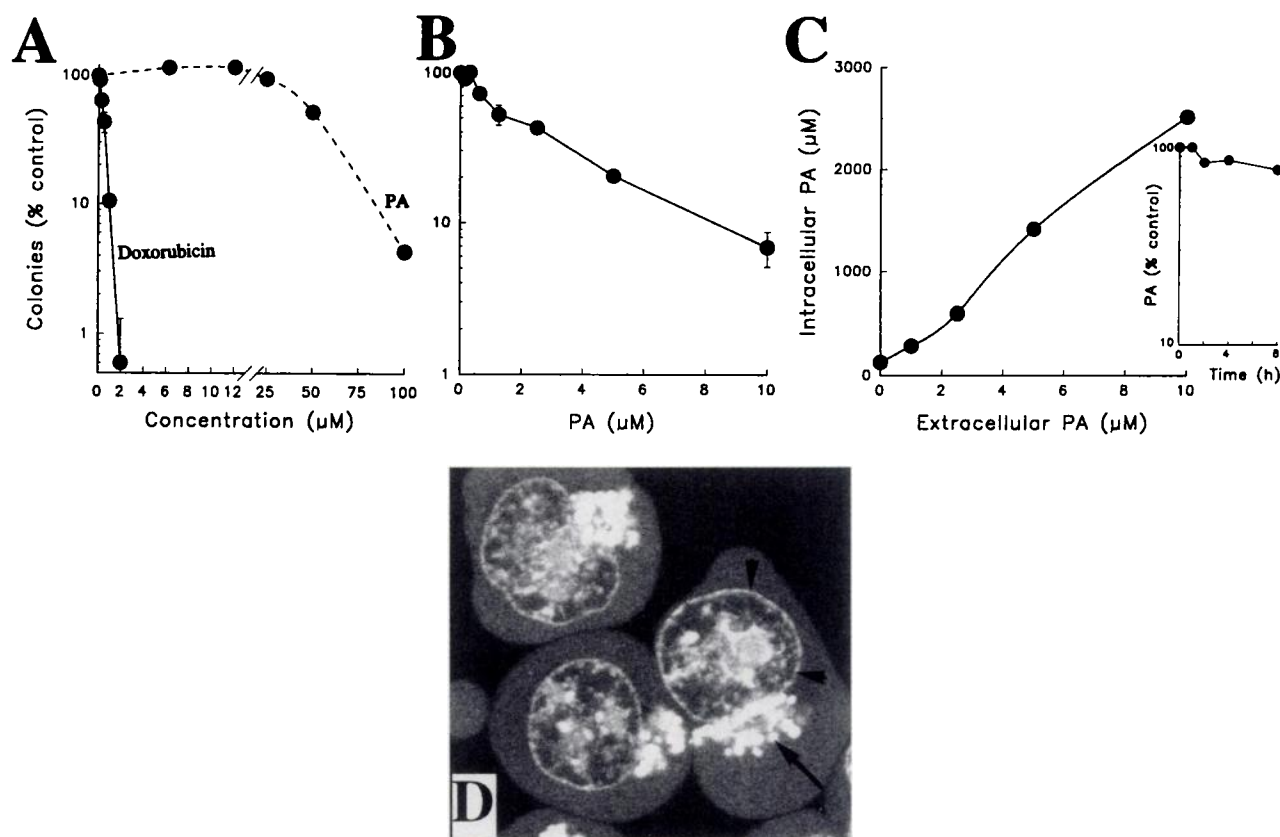 A
B
C
Colonies (% control)
100
10
1
Doxorubicin
PA
0 2 4 6 8 10 12 25 50 75 100
Concentration (μM)
100
10
1
0 2 4 6 8 10
PA (μM)
Intracellular PA (μM)
3000
2000
1000
0
0 2 4 6 8 10
Extracellular PA (μM)
PA (% control)
100
10
0 4 8
Time (h)
D